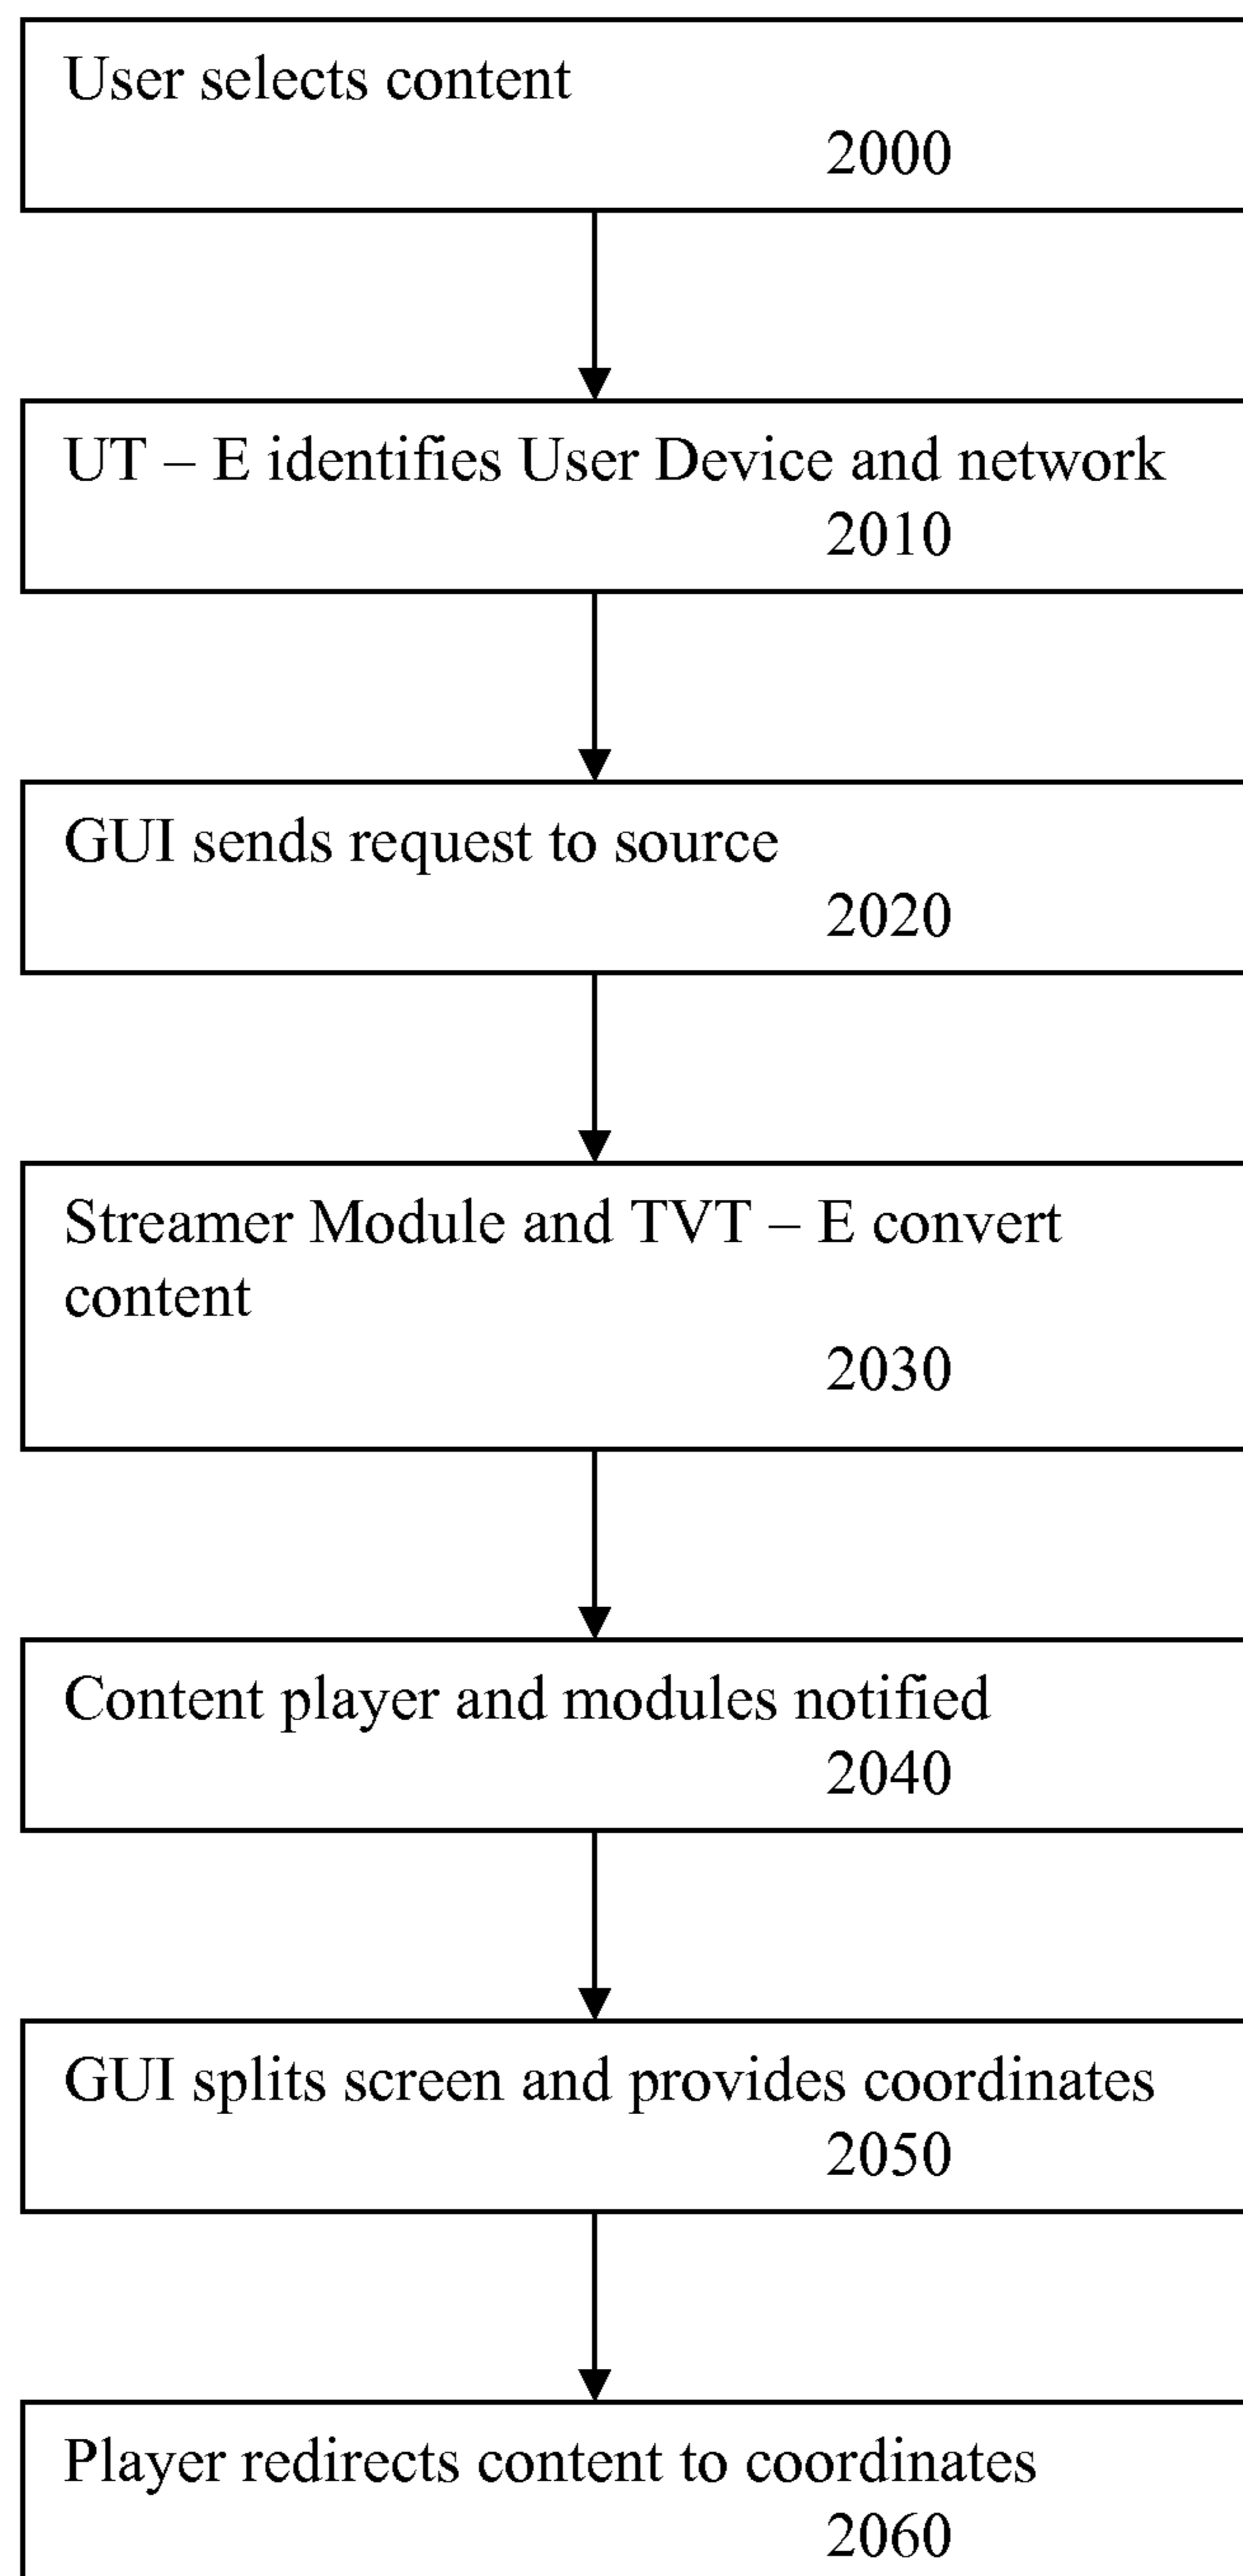 User selects content
2000
UT – E identifies User Device and network
2010
GUI sends request to source
2020
Streamer Module and TVT – E convert
content
2030
Content player and modules notified
2040
GUI splits screen and provides coordinates
2050
Player redirects content to coordinates
2060